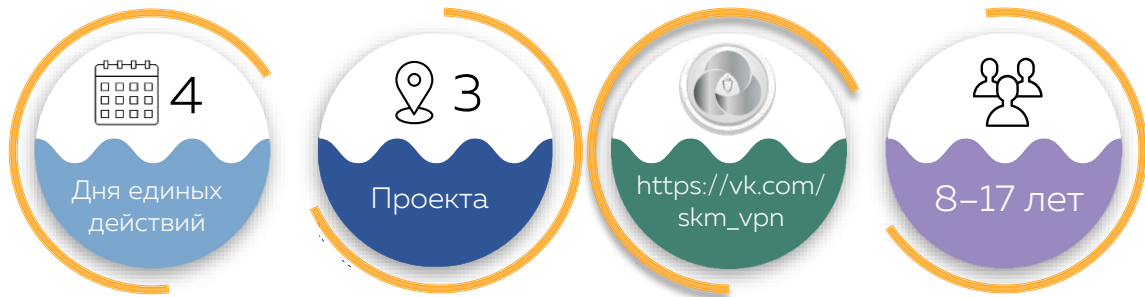 4
Дня единых
действий
3
Проекта
https://vk.com/
skm_vpn
8–17 лет